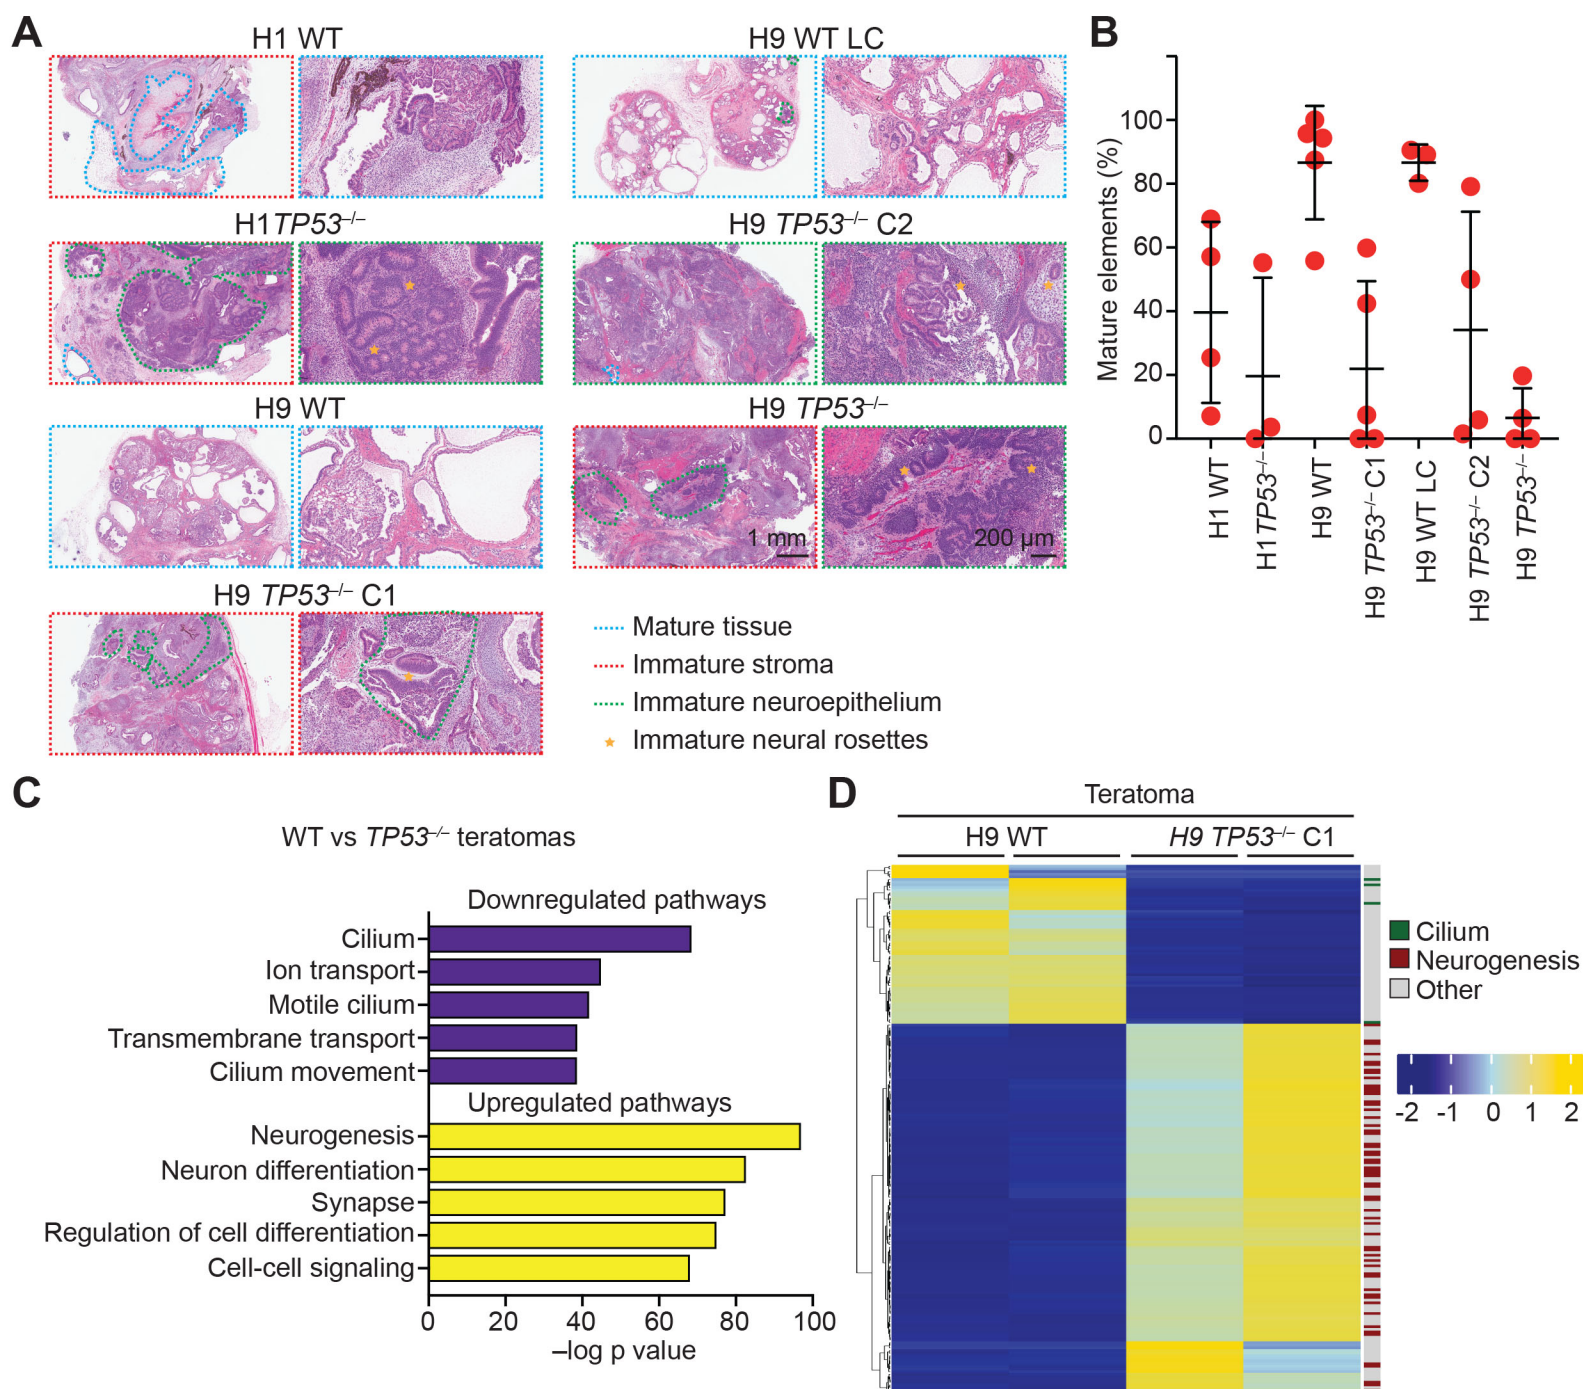 A
H1 WT
H9 WT LC
H1TP53–/–
H9 TP53–/– C2
H9 WT
H9 TP53–/–
1 mm
200 µm
H9 TP53–/– C1
Mature tissue
Immature stroma
Immature neuroepithelium
Immature neural rosettes
B
Mature elements (%)
100
80
60
40
20
0
H1 WT
H1TP53–/–
H9 WT
H9 TP53–/– C1
H9 WT LC
H9 TP53–/– C2
H9 TP53–/–
C
WT vs TP53–/– teratomas
Downregulated pathways
Cilium
Ion transport
Motile cilium
Transmembrane transport
Cilium movement
Upregulated pathways
Neurogenesis
Neuron differentiation
Synapse
Regulation of cell differentiation
Cell-cell signaling
0 20 40 60 80 100
–log p value
D
Teratoma
H9 WT
H9 TP53–/– C1
Cilium
Neurogenesis
Other
-2 -1 0 1 2